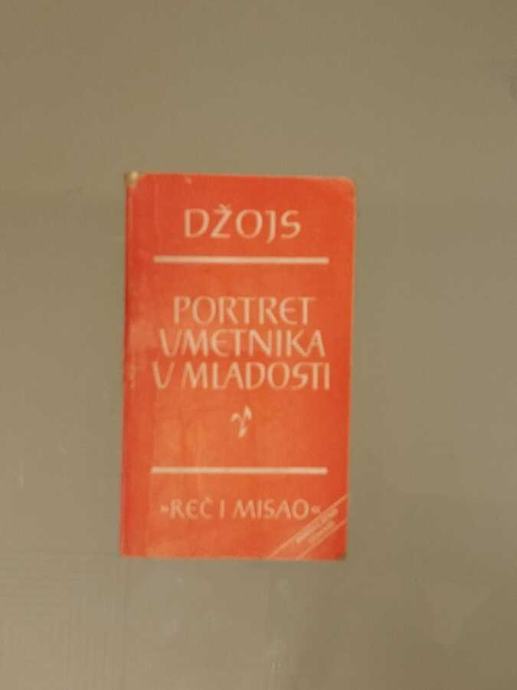 DŽOJS
PORTRET
UMETNIKA
U MLADOSTI
»REČ I MISAO«